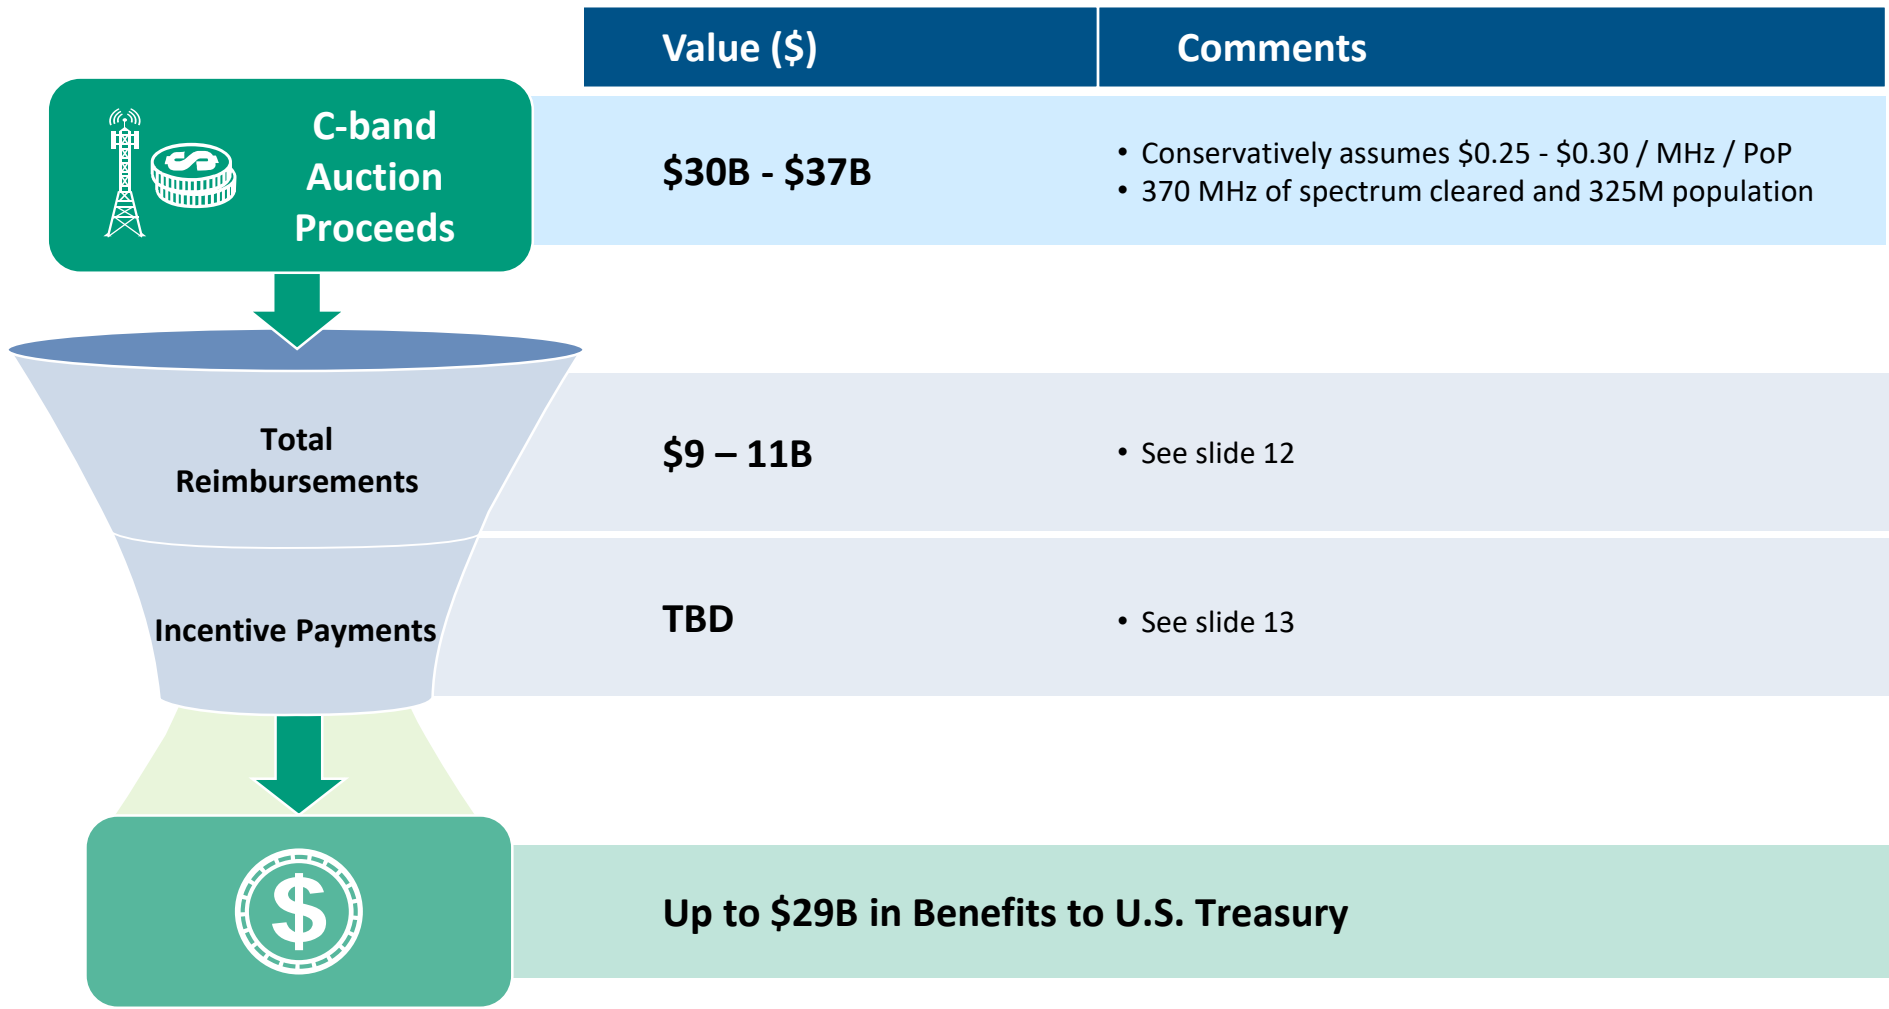 Value ($)
Comments
C-band
Auction
Proceeds
$30B - $37B
• Conservatively assumes $0.25 - $0.30 / MHz / PoP
• 370 MHz of spectrum cleared and 325M population
Total
Reimbursements
$9 – 11B
• See slide 12
Incentive Payments
TBD
• See slide 13
$
Up to $29B in Benefits to U.S. Treasury